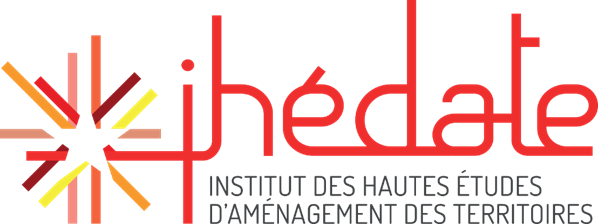 ihédate
INSTITUT DES HAUTES ÉTUDES
D'AMÉNAGEMENT DES TERRITOIRES